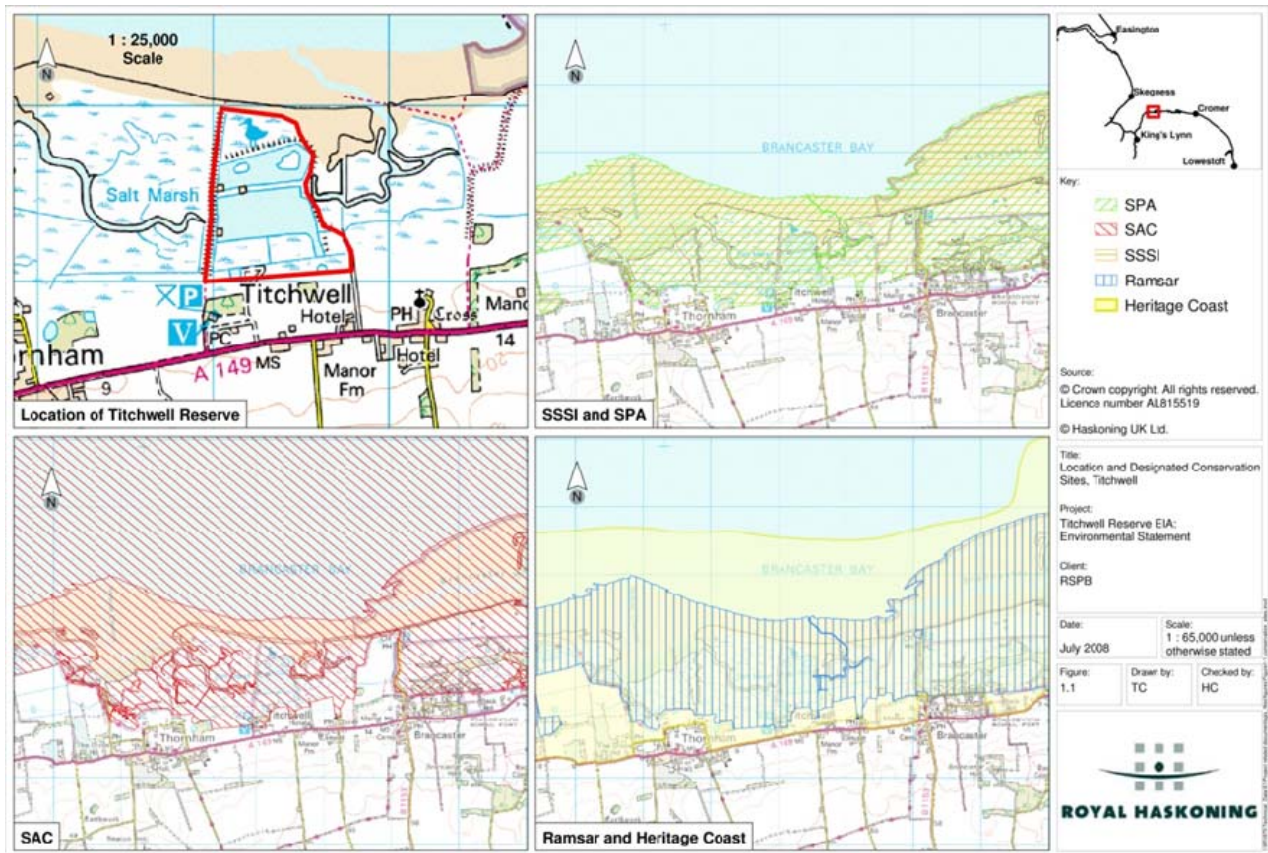 1 : 25,000
Scale
N
Salt Marsh
Titchwell
Hotel
PH
Cross
P
V
PC
A 149
MS
Manor
Fm
Hotel
14
9
Location of Titchwell Reserve
N
BRANCASTER BAY
Titchwell
Thornham
Brancaster
SSSI and SPA
N
BRANCASTER BAY
Titchwell
Thornham
Brancaster
SAC
N
BRANCASTER BAY
Titchwell
Thornham
Brancaster
Ramsar and Heritage Coast
Easington
Skegness
Cromer
King's Lynn
Lowestoft
Key:
SPA
SAC
SSSI
Ramsar
Heritage Coast
Source:
© Crown copyright. All rights reserved.
Licence number AL815519
© Haskoning UK Ltd.
Title:
Location and Designated Conservation
Sites, Titchwell
Project:
Titchwell Reserve EIA:
Environmental Statement
Client:
RSPB
Date:
July 2008
Scale:
1 : 65,000 unless
otherwise stated
Figure:
1.1
Drawn by:
TC
Checked by:
HC
ROYAL HASKONING